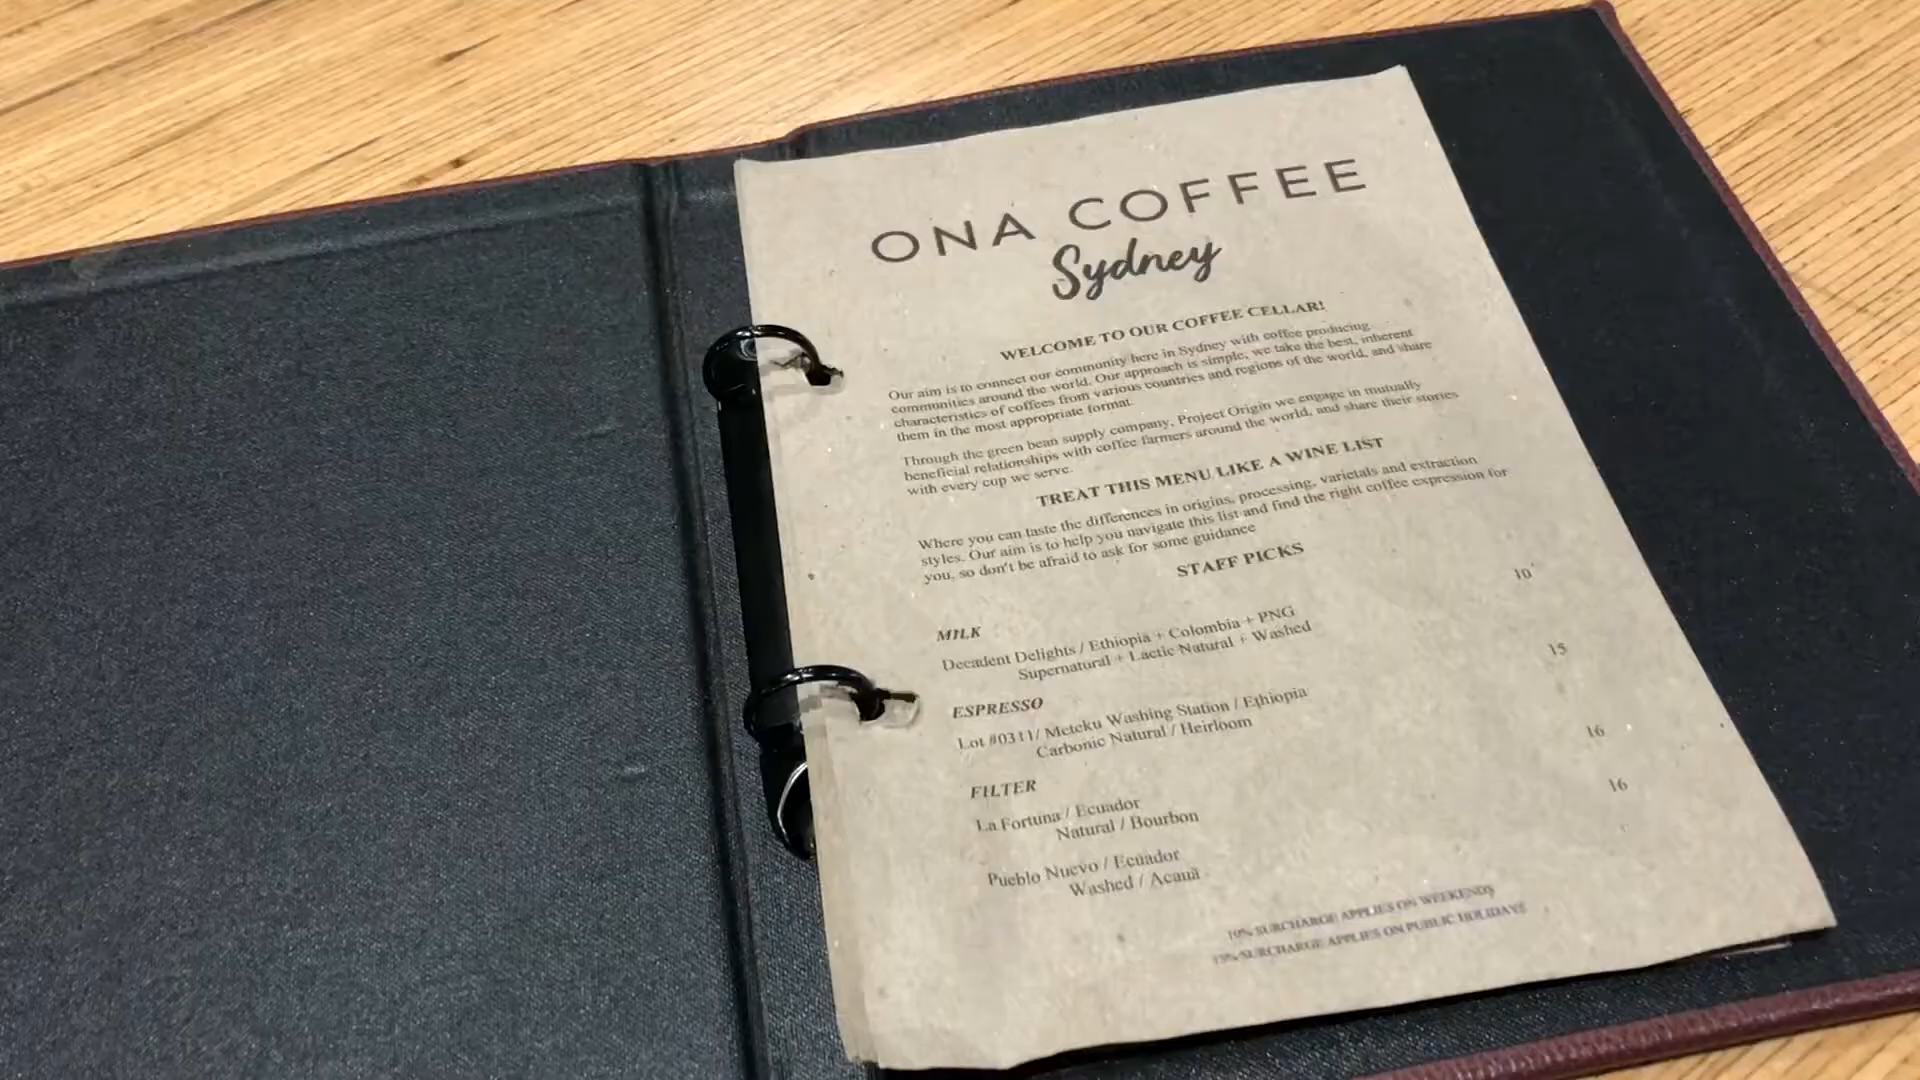 ONA COFFEE
Sydney
WELCOME TO OUR COFFEE CELLAR!
Our aim is to connect our community here in Sydney with coffee producing
communities around the world. Our approach is simple, we take the best, inherent
characteristics of coffees from various countries and regions of the world, and share
them in the most appropriate format.
Through the green bean supply company, Project Origin we engage in mutually
beneficial relationships with coffee farmers around the world, and share their stories
with every cup we serve.
TREAT THIS MENU LIKE A WINE LIST
Where you can taste the differences in origins, processing, varietals and extraction
styles. Our aim is to help you navigate this list and find the right coffee expression for
you, so don't be afraid to ask for some guidance
STAFF PICKS
MILK
10
Decadent Delights / Ethiopia + Colombia + PNG
Supernatural + Lactic Natural + Washed
ESPRESSO
15
Lot #0311/ Meteku Washing Station / Ethiopia
Carbonic Natural / Heirloom
FILTER
16
La Fortuna / Ecuador
Natural / Bourbon
16
Pueblo Nuevo / Ecuador
Washed / Acauã
10% SURCHARGE APPLIES ON WEEKENDS
15% SURCHARGE APPLIES ON PUBLIC HOLIDAYS